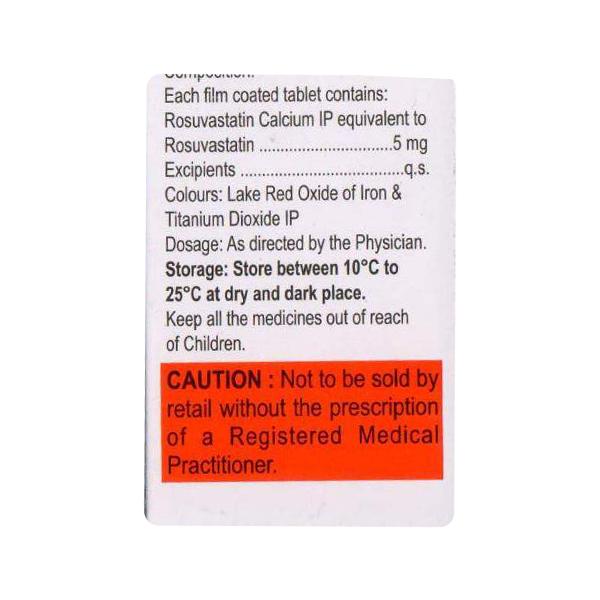 Composition:
Each film coated tablet contains:
Rosuvastatin Calcium IP equivalent to
Rosuvastatin ..............................5 mg
Excipients .....................................q.s.
Colours: Lake Red Oxide of Iron &
Titanium Dioxide IP
Dosage: As directed by the Physician.
Storage: Store between 10°C to
25°C at dry and dark place.
Keep all the medicines out of reach
of Children.
CAUTION : Not to be sold by
retail without the prescription
of a Registered Medical
Practitioner.